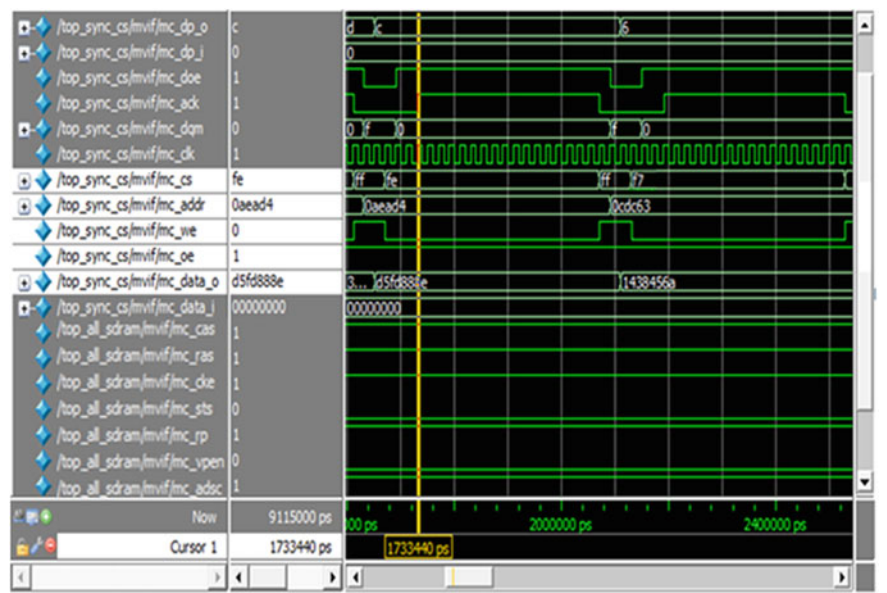 /top_sync_cs/mvif/mc_dp_o c d c 6
/top_sync_cs/mvif/mc_dp_i 0 0
/top_sync_cs/mvif/mc_doe 1
/top_sync_cs/mvif/mc_ack 1
/top_sync_cs/mvif/mc_dqm 0 0 f 0 f 0
/top_sync_cs/mvif/mc_clk 1
/top_sync_cs/mvif/mc_cs fe ff fe ff f7
/top_sync_cs/mvif/mc_addr 0aead4 0aead4 0cdc63
/top_sync_cs/mvif/mc_we 0
/top_sync_cs/mvif/mc_oe 1
/top_sync_cs/mvif/mc_data_o d5fd888e 3... d5fd888e 1438456a
/top_sync_cs/mvif/mc_data_i 00000000 00000000
/top_all_sdram/mvif/mc_cas 1
/top_all_sdram/mvif/mc_ras 1
/top_all_sdram/mvif/mc_cke 1
/top_all_sdram/mvif/mc_sts 0
/top_all_sdram/mvif/mc_rp 1
/top_all_sdram/mvif/mc_vpen 0
/top_all_sdram/mvif/mc_adsc 1
Now 9115000 ps 2000000 ps 2400000 ps
Cursor 1 1733440 ps 1733440 ps